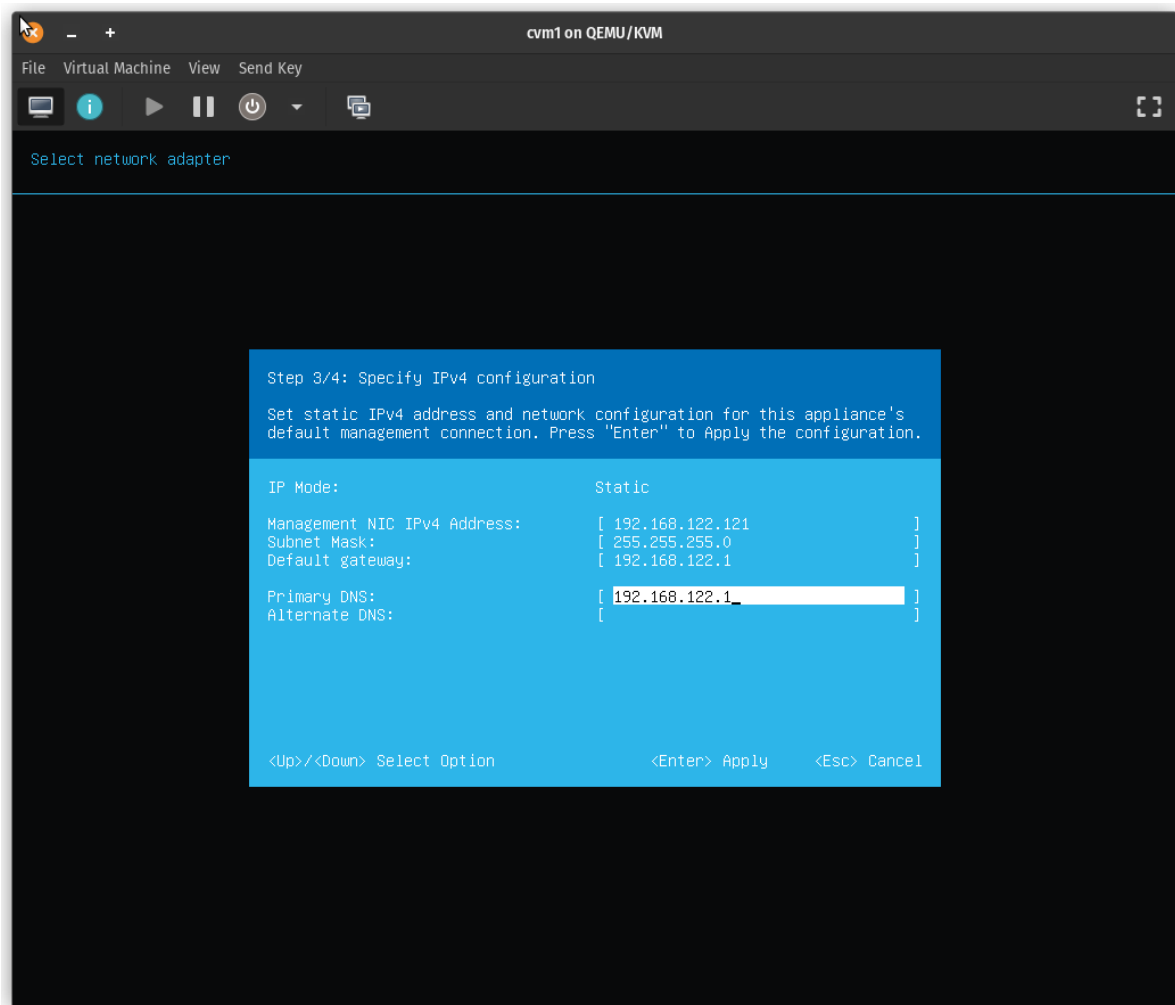 cvm1 on QEMU/KVM
File Virtual Machine View Send Key
Select network adapter
Step 3/4: Specify IPv4 configuration
Set static IPv4 address and network configuration for this appliance's
default management connection. Press "Enter" to Apply the configuration.
IP Mode: Static
Management NIC IPv4 Address: [ 192.168.122.121 ]
Subnet Mask: [ 255.255.255.0 ]
Default gateway: [ 192.168.122.1 ]
Primary DNS: [ 192.168.122.1_ ]
Alternate DNS: [ ]
<Up>/<Down> Select Option <Enter> Apply <Esc> Cancel